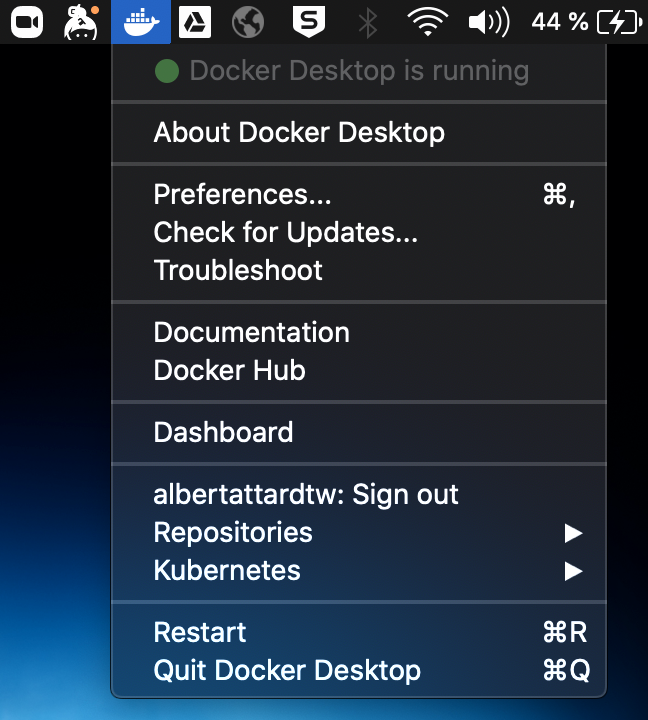 44 %
Docker Desktop is running
About Docker Desktop
Preferences... ⌘,
Check for Updates...
Troubleshoot
Documentation
Docker Hub
Dashboard
albertattardtw: Sign out
Repositories
Kubernetes
Restart ⌘R
Quit Docker Desktop ⌘Q